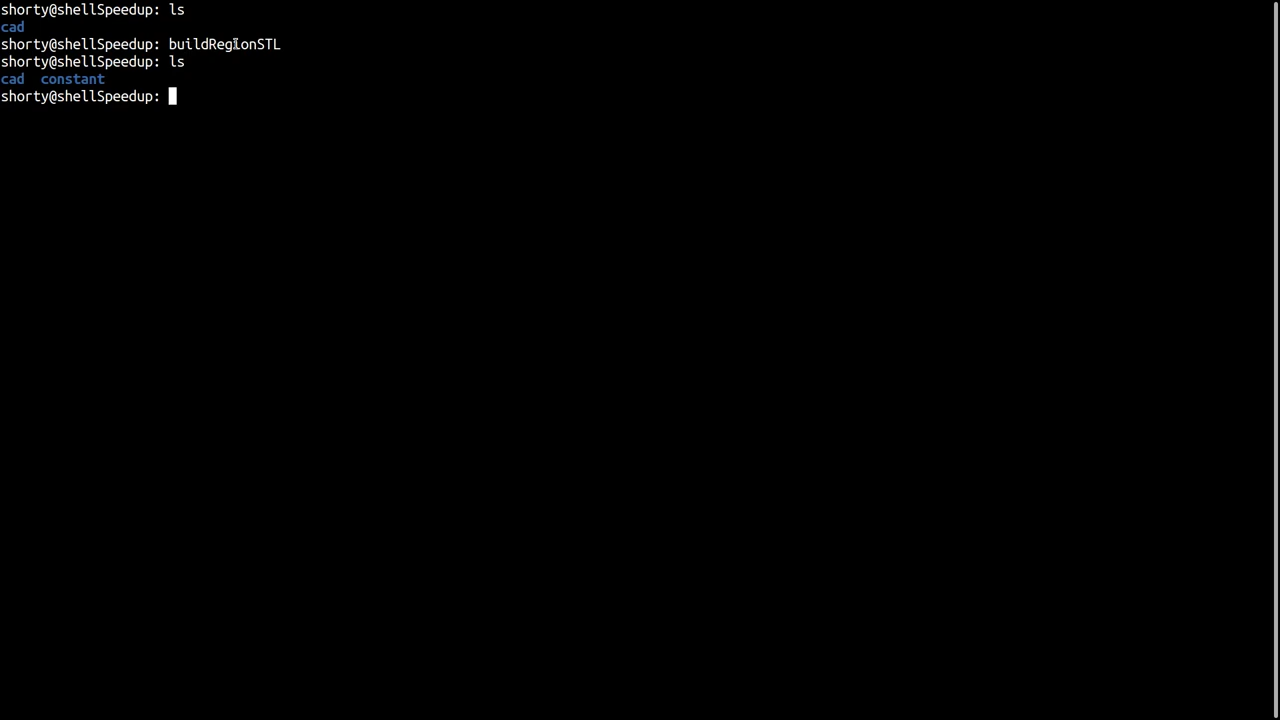 shorty@shellSpeedup: ls
cad
shorty@shellSpeedup: buildRegionSTL
shorty@shellSpeedup: ls
cad  constant
shorty@shellSpeedup: